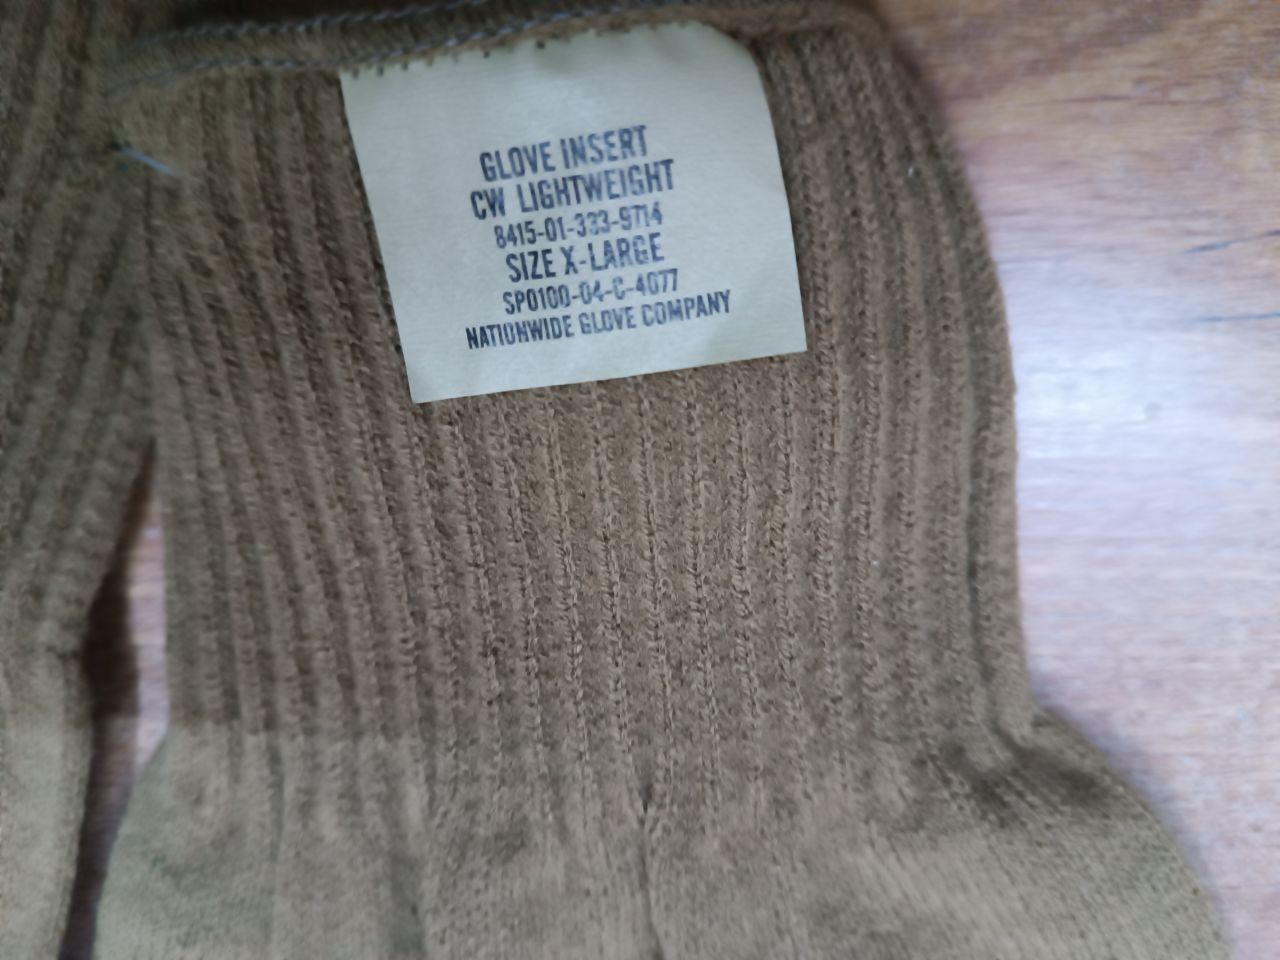 GLOVE INSERT
CW LIGHTWEIGHT
8415-01-333-9714
SIZE X-LARGE
SP0100-04-C-4077
NATIONWIDE GLOVE COMPANY